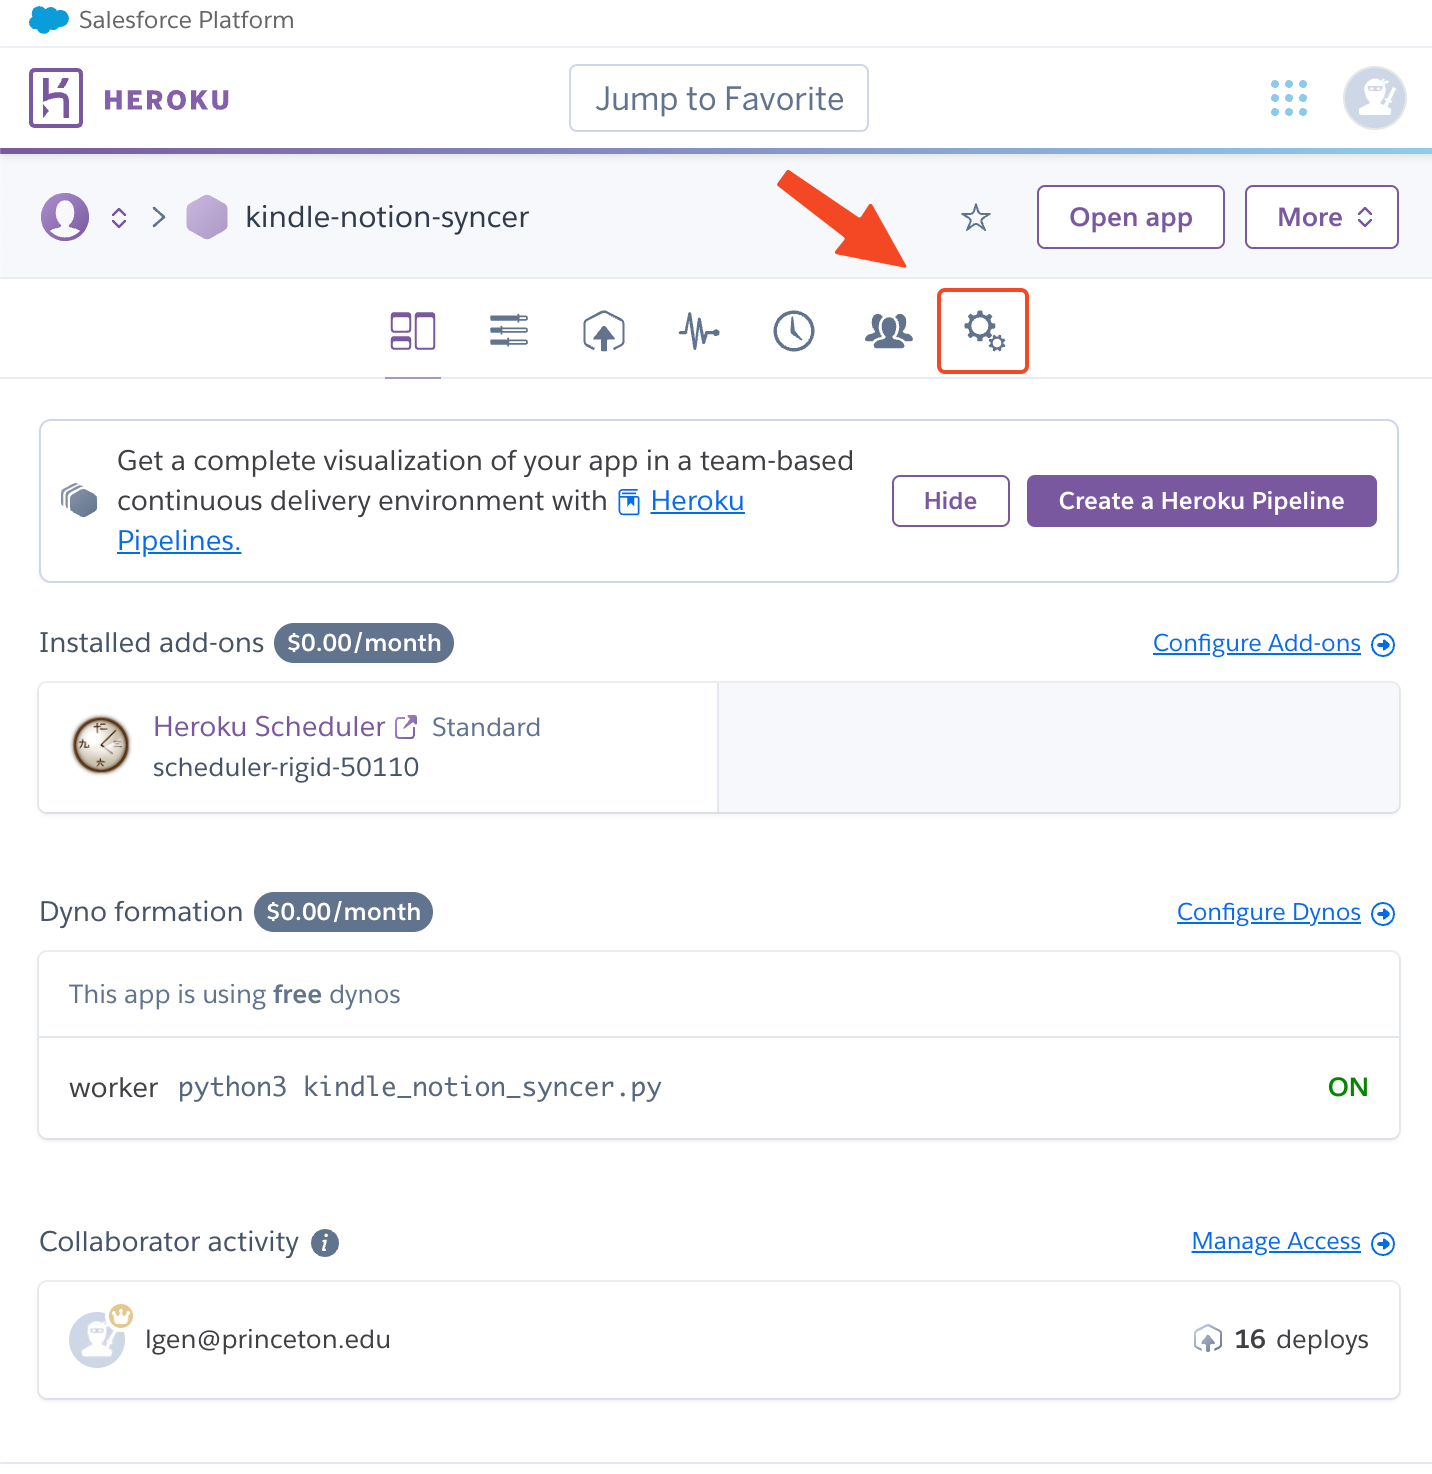 Salesforce Platform
HEROKU
Jump to Favorite
kindle-notion-syncer
Open app
More
Get a complete visualization of your app in a team-based
continuous delivery environment with Heroku
Pipelines.
Hide
Create a Heroku Pipeline
Installed add-ons $0.00/month
Configure Add-ons
Heroku Scheduler Standard
scheduler-rigid-50110
Dyno formation $0.00/month
Configure Dynos
This app is using free dynos
worker python3 kindle_notion_syncer.py
ON
Collaborator activity i
Manage Access
lgen@princeton.edu
16 deploys